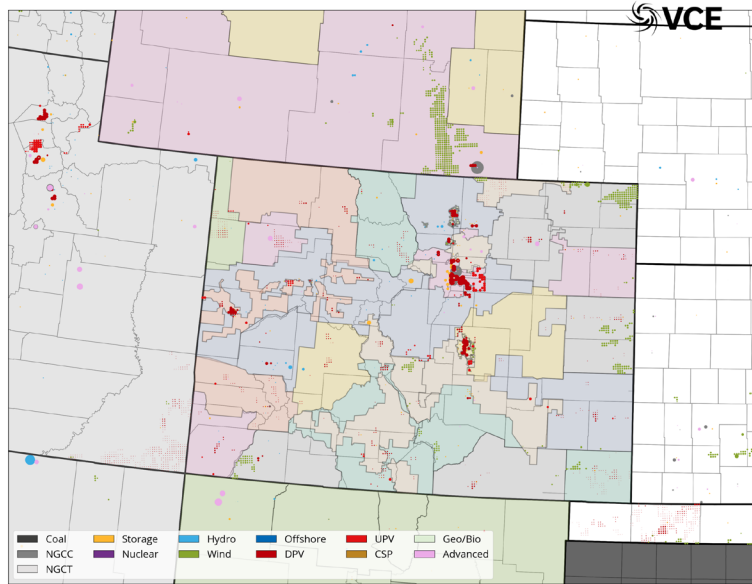 VCE
Coal Storage Hydro Offshore UPV Geo/Bio
NGCC Nuclear Wind DPV CSP Advanced
NGCT